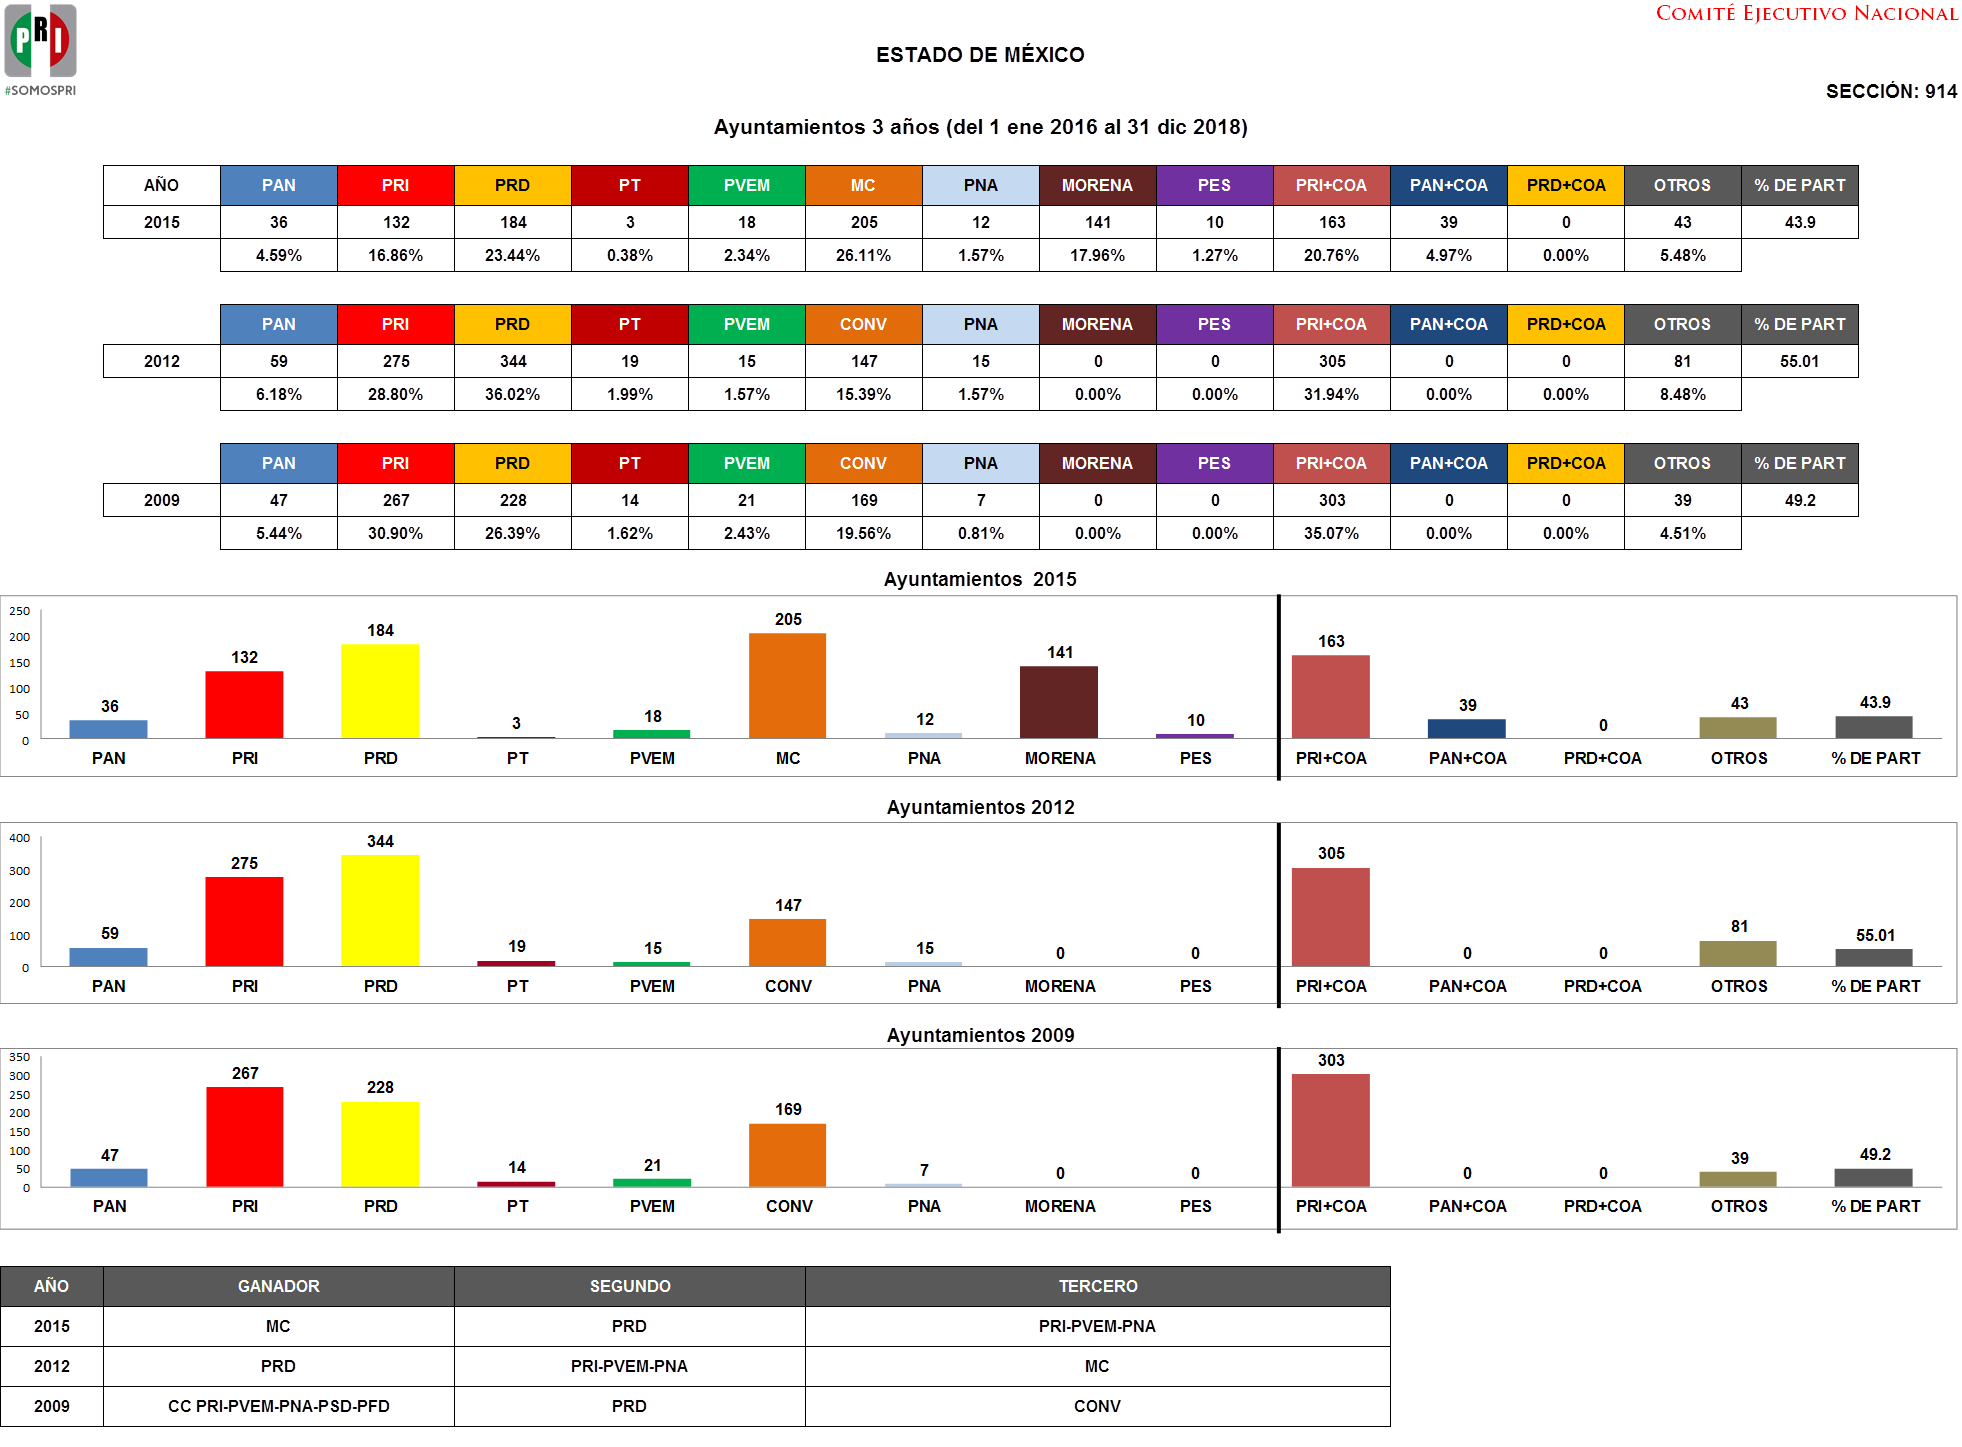 PRI
#SOMOSPRI
COMITÉ EJECUTIVO NACIONAL
ESTADO DE MÉXICO
SECCIÓN: 914
Ayuntamientos 3 años (del 1 ene 2016 al 31 dic 2018)
AÑO PAN PRI PRD PT PVEM MC PNA MORENA PES PRI+COA PAN+COA PRD+COA OTROS % DE PART
2015 36 132 184 3 18 205 12 141 10 163 39 0 43 43.9
4.59% 16.86% 23.44% 0.38% 2.34% 26.11% 1.57% 17.96% 1.27% 20.76% 4.97% 0.00% 5.48%
PAN PRI PRD PT PVEM CONV PNA MORENA PES PRI+COA PAN+COA PRD+COA OTROS % DE PART
2012 59 275 344 19 15 147 15 0 0 305 0 0 81 55.01
6.18% 28.80% 36.02% 1.99% 1.57% 15.39% 1.57% 0.00% 0.00% 31.94% 0.00% 0.00% 8.48%
PAN PRI PRD PT PVEM CONV PNA MORENA PES PRI+COA PAN+COA PRD+COA OTROS % DE PART
2009 47 267 228 14 21 169 7 0 0 303 0 0 39 49.2
5.44% 30.90% 26.39% 1.62% 2.43% 19.56% 0.81% 0.00% 0.00% 35.07% 0.00% 0.00% 4.51%
Ayuntamientos 2015
250
200
150
100
50
0
36 132 184 3 18 205 12 141 10 163 39 0 43 43.9
PAN PRI PRD PT PVEM MC PNA MORENA PES PRI+COA PAN+COA PRD+COA OTROS % DE PART
Ayuntamientos 2012
400
300
200
100
0
59 275 344 19 15 147 15 0 0 305 0 0 81 55.01
PAN PRI PRD PT PVEM CONV PNA MORENA PES PRI+COA PAN+COA PRD+COA OTROS % DE PART
Ayuntamientos 2009
350
300
250
200
150
100
50
0
47 267 228 14 21 169 7 0 0 303 0 0 39 49.2
PAN PRI PRD PT PVEM CONV PNA MORENA PES PRI+COA PAN+COA PRD+COA OTROS % DE PART
AÑO GANADOR SEGUNDO TERCERO
2015 MC PRD PRI-PVEM-PNA
2012 PRD PRI-PVEM-PNA MC
2009 CC PRI-PVEM-PNA-PSD-PFD PRD CONV